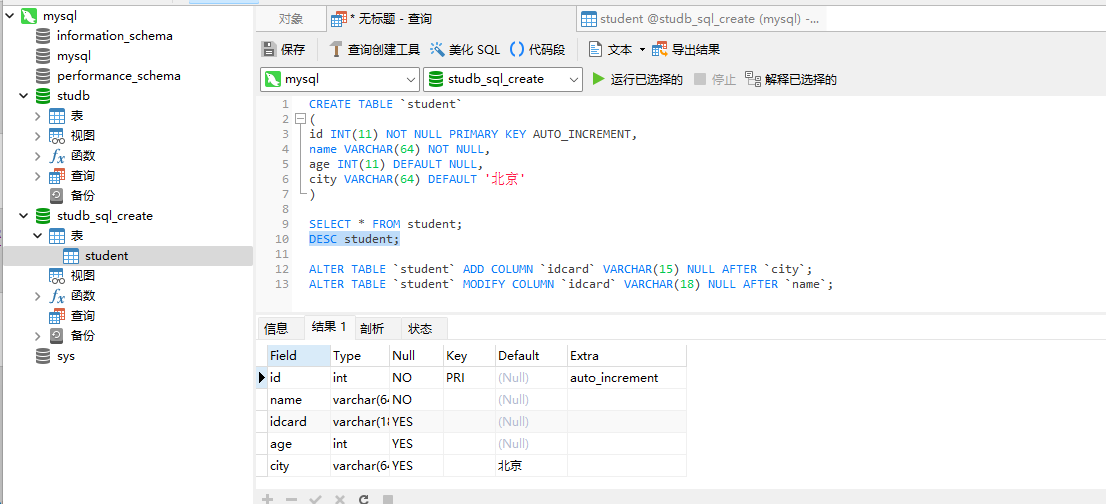 mysql
information_schema
mysql
performance_schema
studb
表
视图
函数
查询
备份
studb_sql_create
表
student
视图
函数
查询
备份
sys
对象
* 无标题 - 查询
student @studb_sql_create (mysql) -...
保存 查询创建工具 美化 SQL 代码段 文本 导出结果
mysql studb_sql_create 运行已选择的 停止 解释已选择的
1 CREATE TABLE `student`
2 (
3 id INT(11) NOT NULL PRIMARY KEY AUTO_INCREMENT,
4 name VARCHAR(64) NOT NULL,
5 age INT(11) DEFAULT NULL,
6 city VARCHAR(64) DEFAULT '北京'
7 )
8
9 SELECT * FROM student;
10 DESC student;
11
12 ALTER TABLE `student` ADD COLUMN `idcard` VARCHAR(15) NULL AFTER `city`;
13 ALTER TABLE `student` MODIFY COLUMN `idcard` VARCHAR(18) NULL AFTER `name`;
信息 结果 1 剖析 状态
Field Type Null Key Default Extra
id int NO PRI (Null) auto_increment
name varchar(64 NO (Null)
idcard varchar(18 YES (Null)
age int YES (Null)
city varchar(64 YES 北京